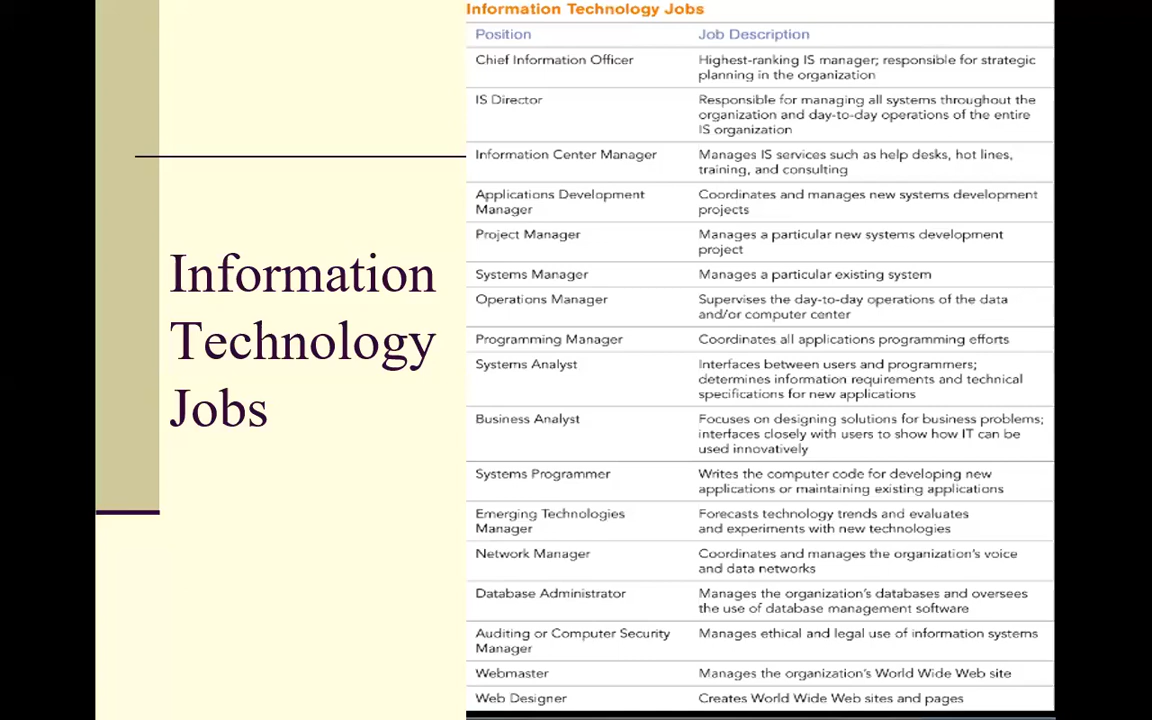 Information
Technology
Jobs
Information Technology Jobs
Position Job Description
Chief Information Officer Highest-ranking IS manager; responsible for strategic
planning in the organization
IS Director Responsible for managing all systems throughout the
organization and day-to-day operations of the entire
IS organization
Information Center Manager Manages IS services such as help desks, hot lines,
training, and consulting
Applications Development Coordinates and manages new systems development
Manager projects
Project Manager Manages a particular new systems development
project
Systems Manager Manages a particular existing system
Operations Manager Supervises the day-to-day operations of the data
and/or computer center
Programming Manager Coordinates all applications programming efforts
Systems Analyst Interfaces between users and programmers;
determines information requirements and technical
specifications for new applications
Business Analyst Focuses on designing solutions for business problems;
interfaces closely with users to show how IT can be
used innovatively
Systems Programmer Writes the computer code for developing new
applications or maintaining existing applications
Emerging Technologies Forecasts technology trends and evaluates
Manager and experiments with new technologies
Network Manager Coordinates and manages the organization's voice
and data networks
Database Administrator Manages the organization's databases and oversees
the use of database management software
Auditing or Computer Security Manages ethical and legal use of information systems
Manager
Webmaster Manages the organization's World Wide Web site
Web Designer Creates World Wide Web sites and pages